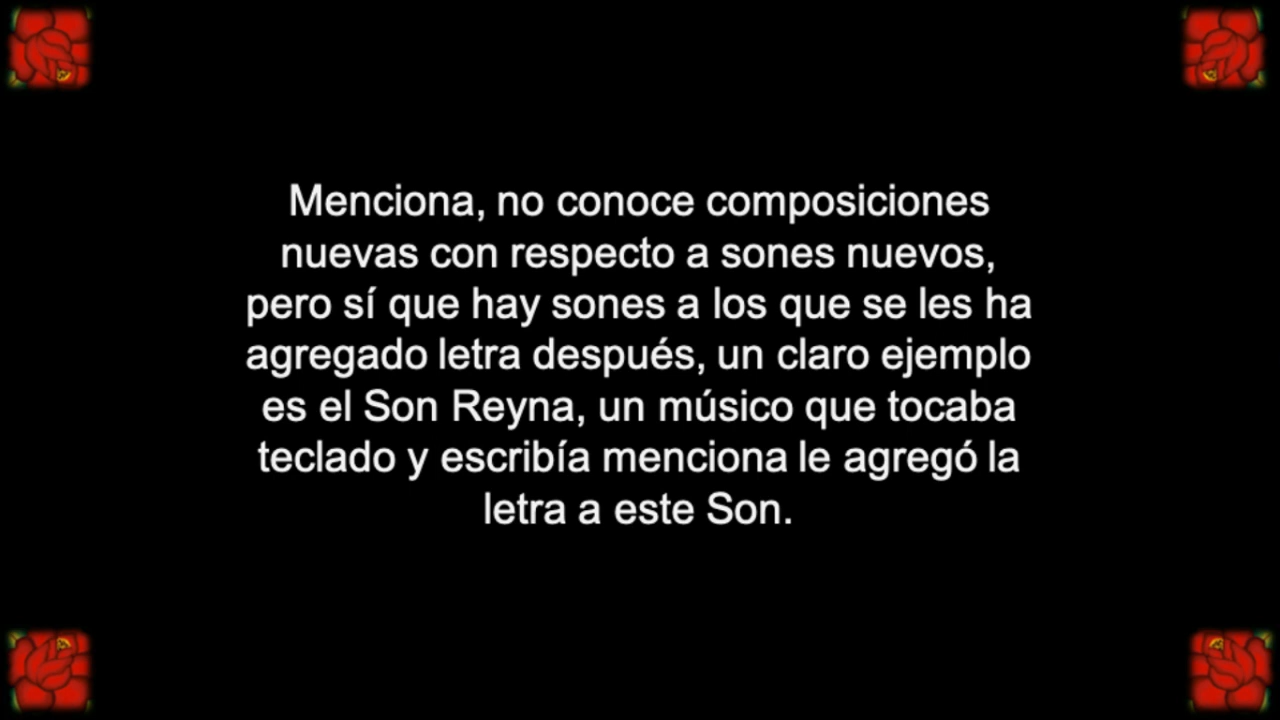 Menciona, no conoce composiciones
nuevas con respecto a sones nuevos,
pero sí que hay sones a los que se les ha
agregado letra después, un claro ejemplo
es el Son Reyna, un músico que tocaba
teclado y escribía menciona le agregó la
letra a este Son.